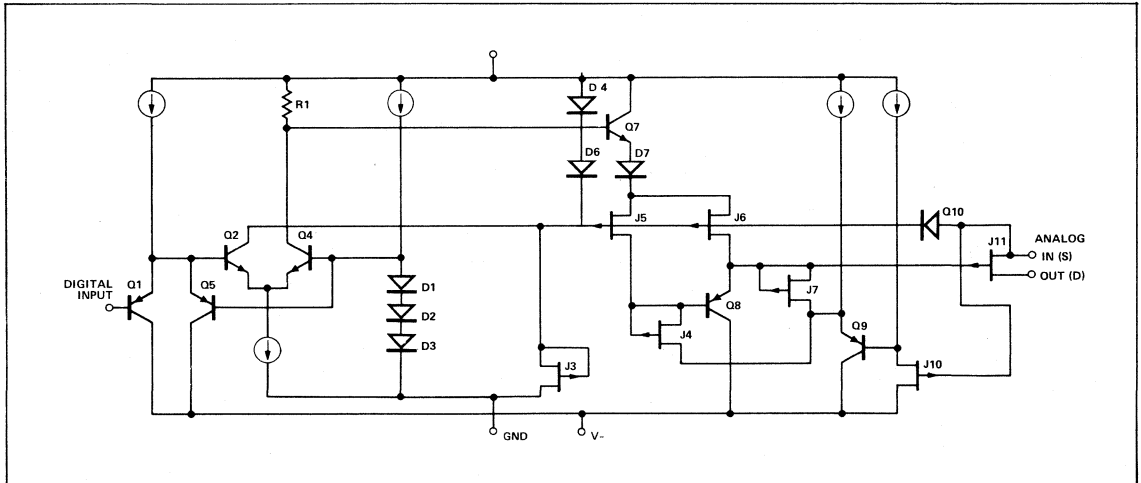 D 4
R1
Q7
D6
D7
J5
J6
Q10
Q2
Q4
J11
ANALOG
IN (S)
OUT (D)
DIGITAL
INPUT
Q1
Q5
D1
D2
D3
J7
Q8
J4
Q9
J3
J10
GND
V-